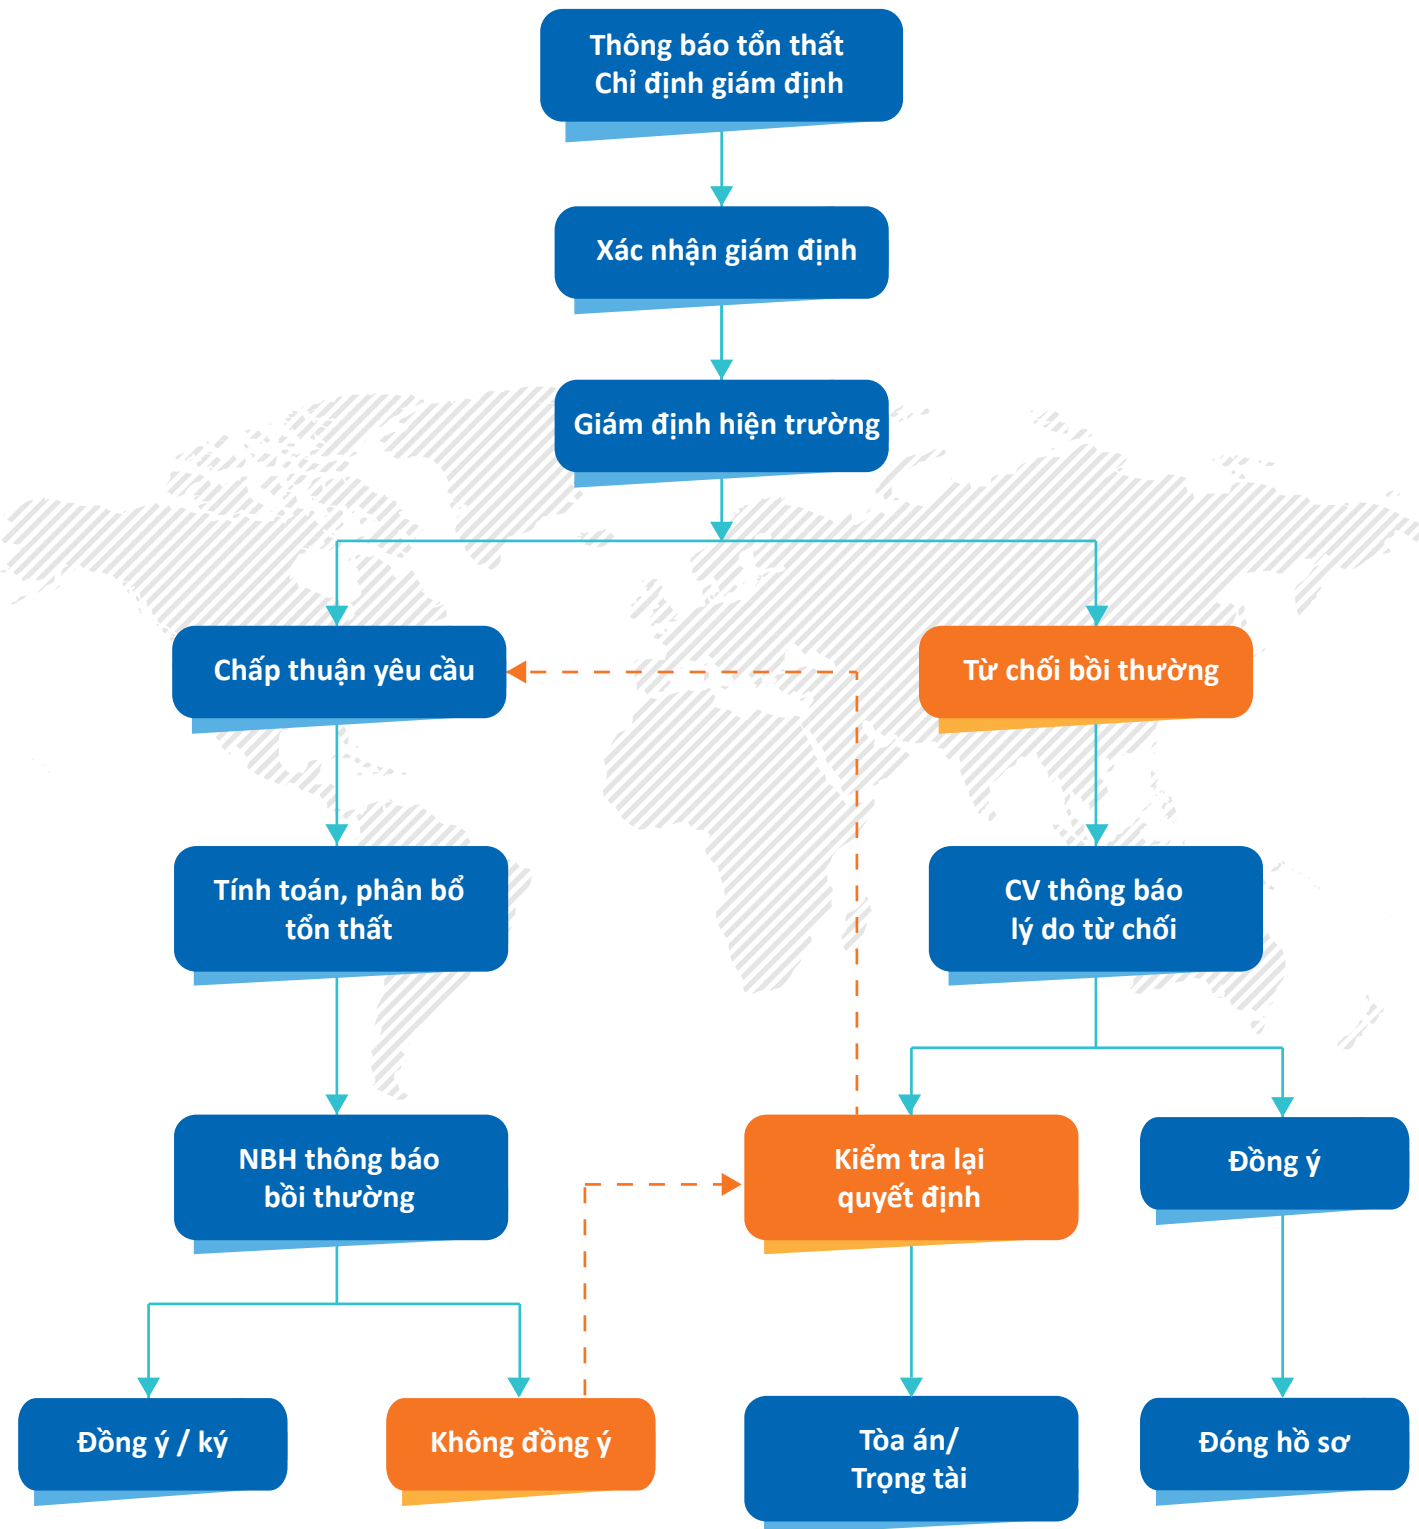 Thông báo tổn thất
Chỉ định giám định
Xác nhận giám định
Giám định hiện trường
Chấp thuận yêu cầu
Từ chối bồi thường
Tính toán, phân bổ
tổn thất
CV thông báo
lý do từ chối
NBH thông báo
bồi thường
Kiểm tra lại
quyết định
Đồng ý
Đồng ý / ký
Không đồng ý
Tòa án/
Trọng tài
Đóng hồ sơ